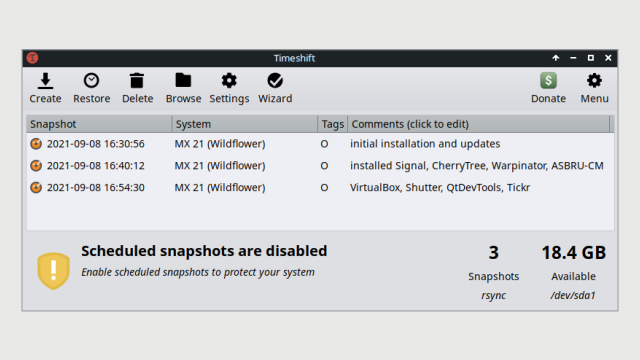 Timeshift
Create Restore Delete Browse Settings Wizard Donate Menu
Snapshot System Tags Comments (click to edit)
2021-09-08 16:30:56 MX 21 (Wildflower) O initial installation and updates
2021-09-08 16:40:12 MX 21 (Wildflower) O installed Signal, CherryTree, Warpinator, ASBRU-CM
2021-09-08 16:54:30 MX 21 (Wildflower) O VirtualBox, Shutter, QtDevTools, Tickr
Scheduled snapshots are disabled
Enable scheduled snapshots to protect your system
3 18.4 GB
Snapshots Available
rsync /dev/sda1